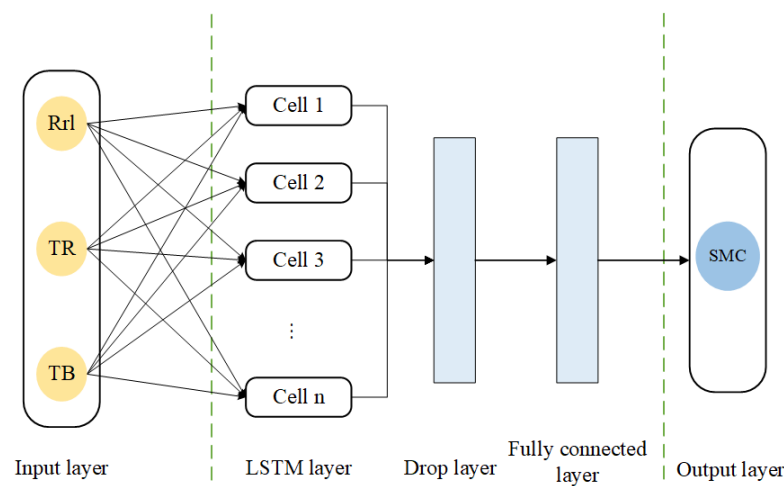 Rrl
TR
TB
Cell 1
Cell 2
Cell 3
⋮
Cell n
SMC
Input layer
LSTM layer
Drop layer
Fully connected
layer
Output layer